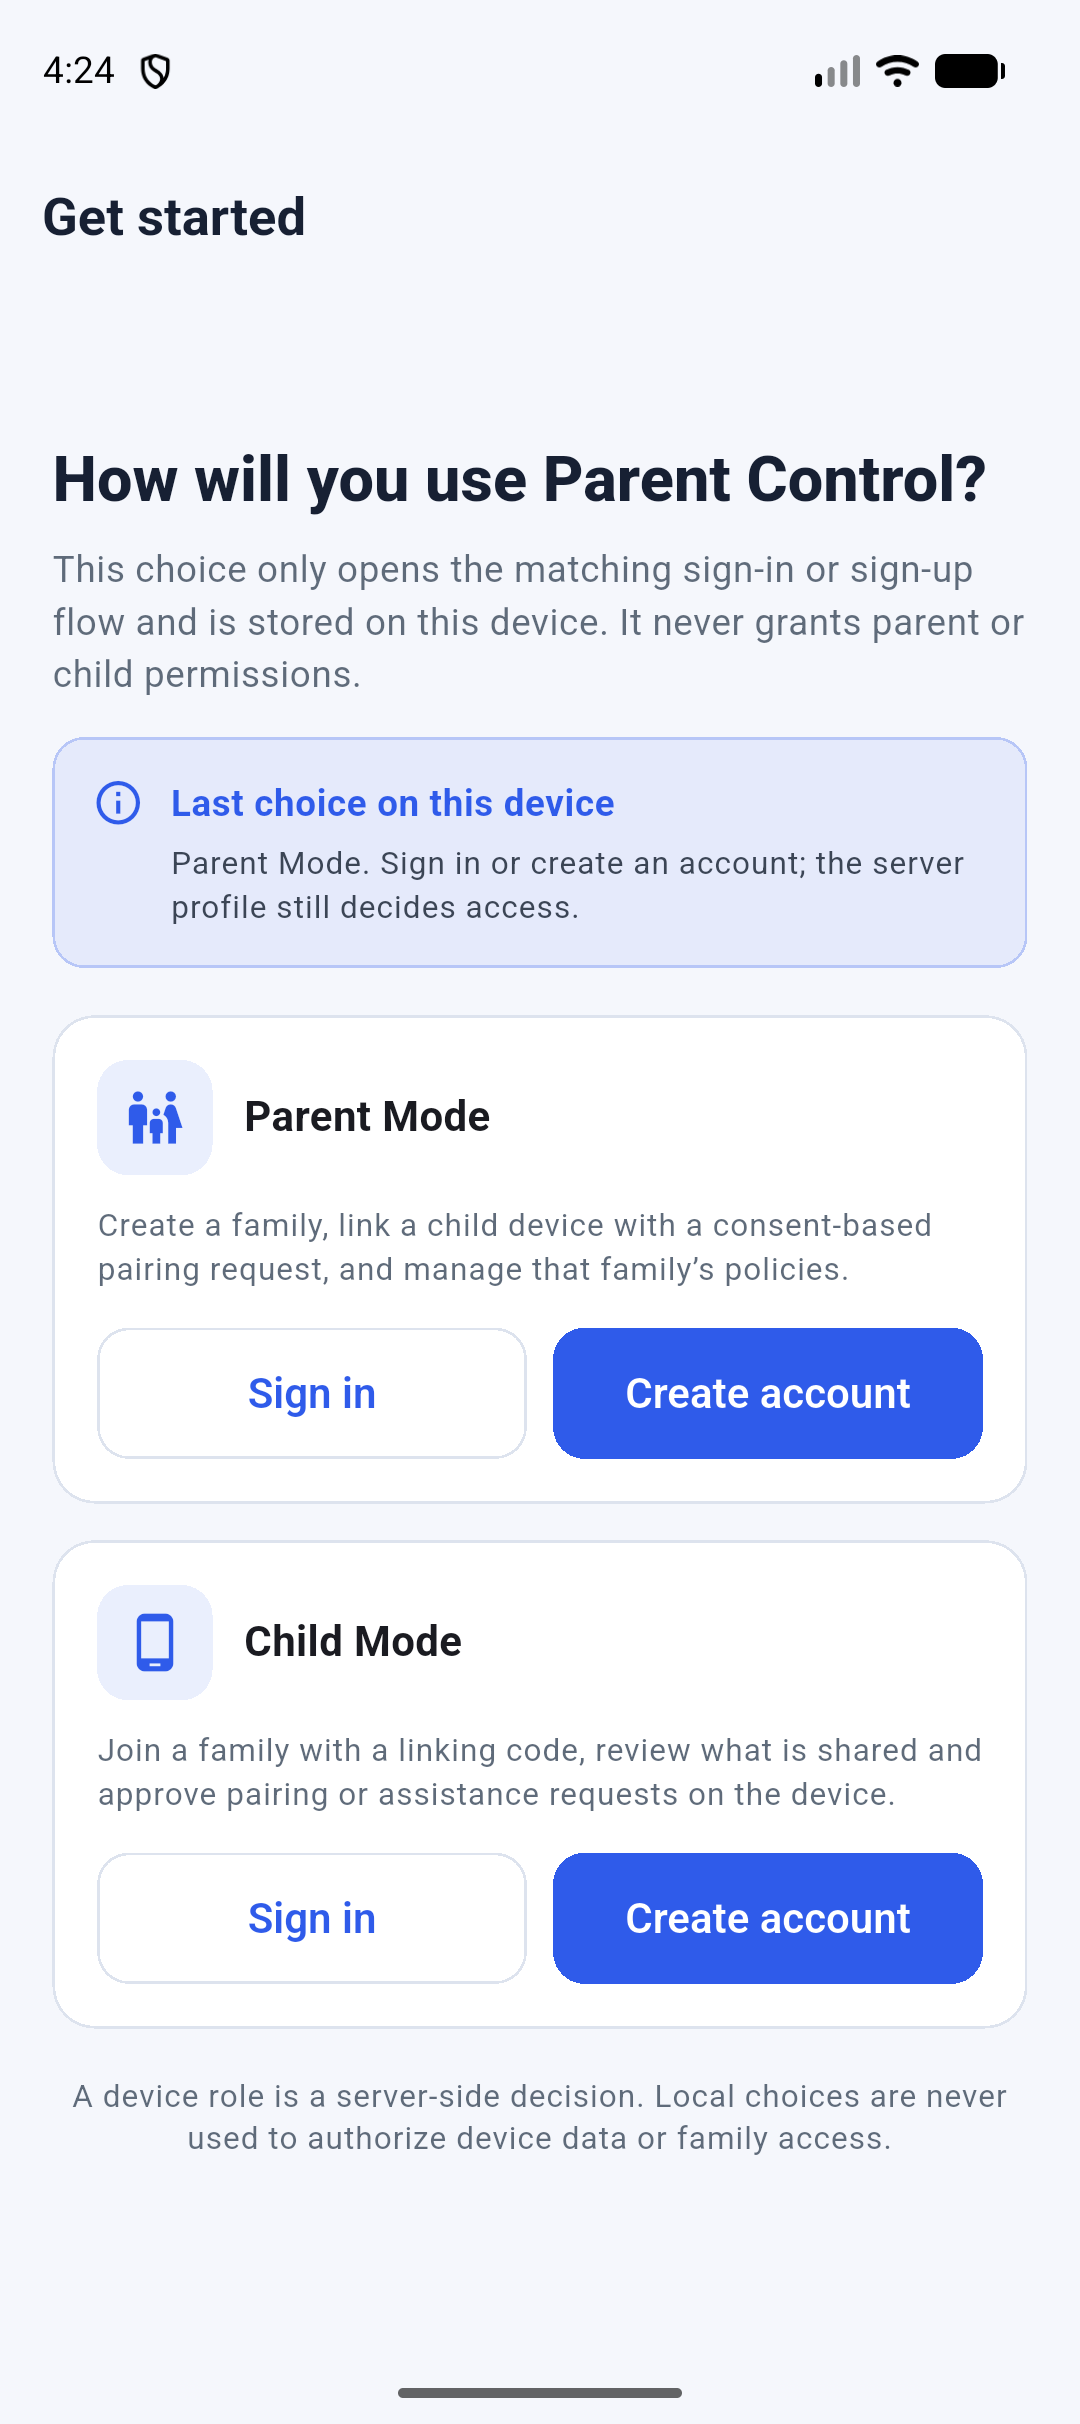 4:24
Get started
How will you use Parent Control?
This choice only opens the matching sign-in or sign-up
flow and is stored on this device. It never grants parent or
child permissions.
Last choice on this device
Parent Mode. Sign in or create an account; the server
profile still decides access.
Parent Mode
Create a family, link a child device with a consent-based
pairing request, and manage that family’s policies.
Sign in
Create account
Child Mode
Join a family with a linking code, review what is shared and
approve pairing or assistance requests on the device.
Sign in
Create account
A device role is a server-side decision. Local choices are never
used to authorize device data or family access.